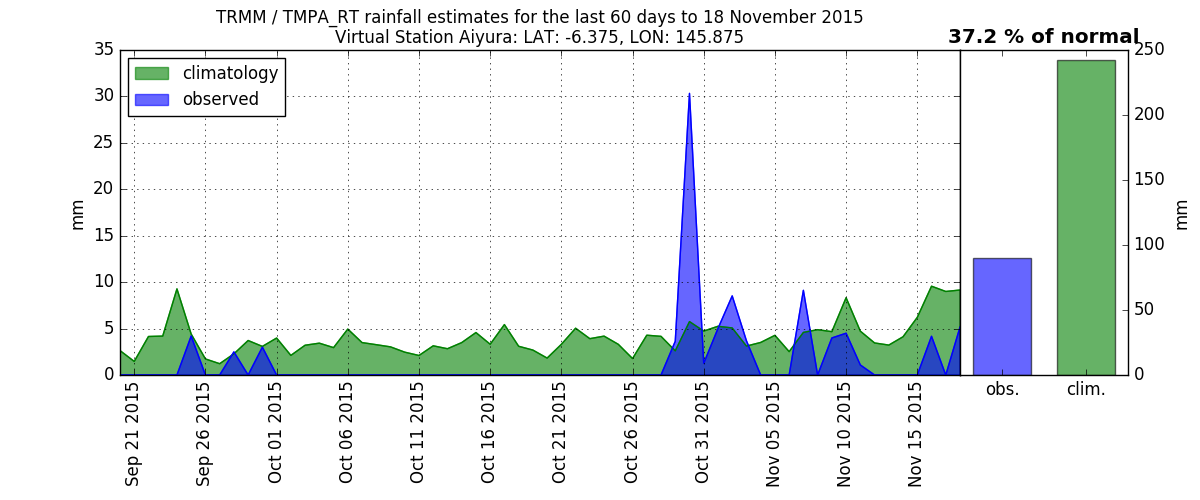 TRMM / TMPA_RT rainfall estimates for the last 60 days to 18 November 2015
Virtual Station Aiyura: LAT: -6.375, LON: 145.875
37.2 % of normal
climatology
observed
mm
35
30
25
20
15
10
5
0
Sep 21 2015
Sep 26 2015
Oct 01 2015
Oct 06 2015
Oct 11 2015
Oct 16 2015
Oct 21 2015
Oct 26 2015
Oct 31 2015
Nov 05 2015
Nov 10 2015
Nov 15 2015
obs.
clim.
250
200
150
100
50
0
mm